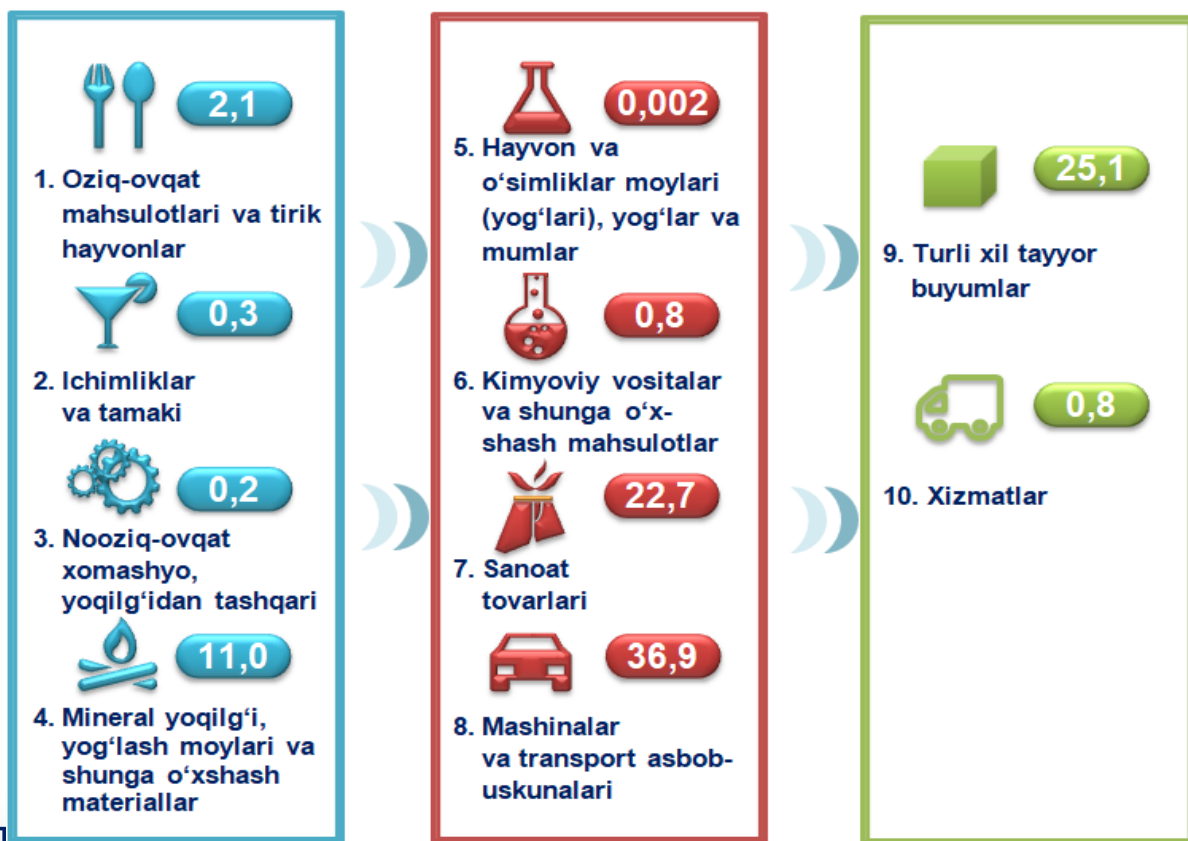 2,1
1. Oziq-ovqat
mahsulotlari va tirik
hayvonlar
0,3
2. Ichimliklar
va tamaki
0,2
3. Nooziq-ovqat
xomashyo,
yoqilg‘idan tashqari
11,0
4. Mineral yoqilg‘i,
yog‘lash moylari va
shunga o‘xshash
materiallar
0,002
5. Hayvon va
o‘simliklar moylari
(yog‘lari), yog‘lar va
mumlar
0,8
6. Kimyoviy vositalar
va shunga o‘x-
shash mahsulotlar
22,7
7. Sanoat
tovarlari
36,9
8. Mashinalar
va transport asbob-
uskunalari
25,1
9. Turli xil tayyor
buyumlar
0,8
10. Xizmatlar